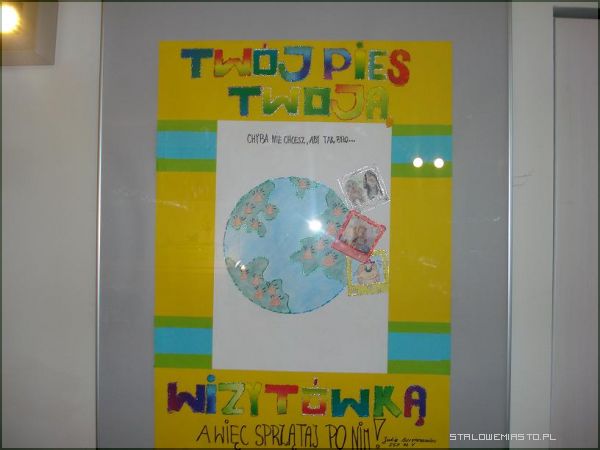 TWÓJ PIES
TWOJĄ
CHYBA NIE CHCESZ, ABY TAK BYŁO...
WIZYTÓWKĄ
A WIĘC SPRZĄTAJ PO NIM!
STALOWEMIASTO.PL